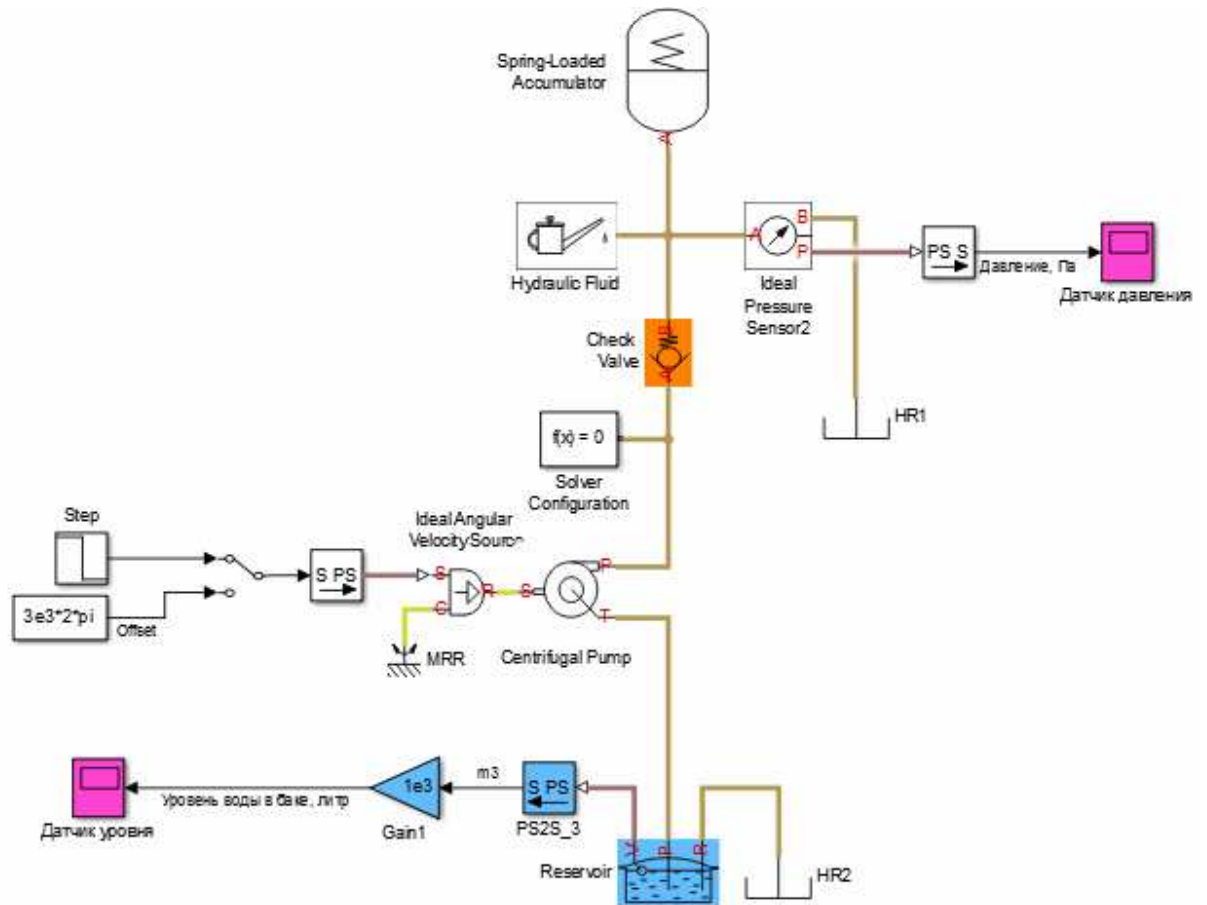 Spring-Loaded
Accumulator
A
Hydraulic Fluid
A
B
P
Ideal
Pressure
Sensor2
PS S
Давление, Па
Датчик давления
Check
Valve
B
A
HR1
f(x) = 0
Solver
Configuration
Step
Ideal Angular
Velocity Source
S PS
S
R
C
S
P
T
3e3*2*pi
Offset
MRR
Centrifugal Pump
Датчик уровня
Уровень воды в баке, литр
1e3
Gain1
m3
S PS
PS2S_3
V
P
R
Reservoir
HR2